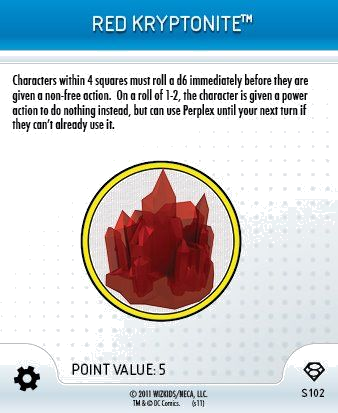 RED KRYPTONITE™
Characters within 4 squares must roll a d6 immediately before they are
given a non-free action. On a roll of 1-2, the character is given a power
action to do nothing instead, but can use Perplex until your next turn if
they can't already use it.
POINT VALUE: 5
S102
© 2011 WIZKIDS/NECA, LLC.
TM & © DC Comics. (s11)